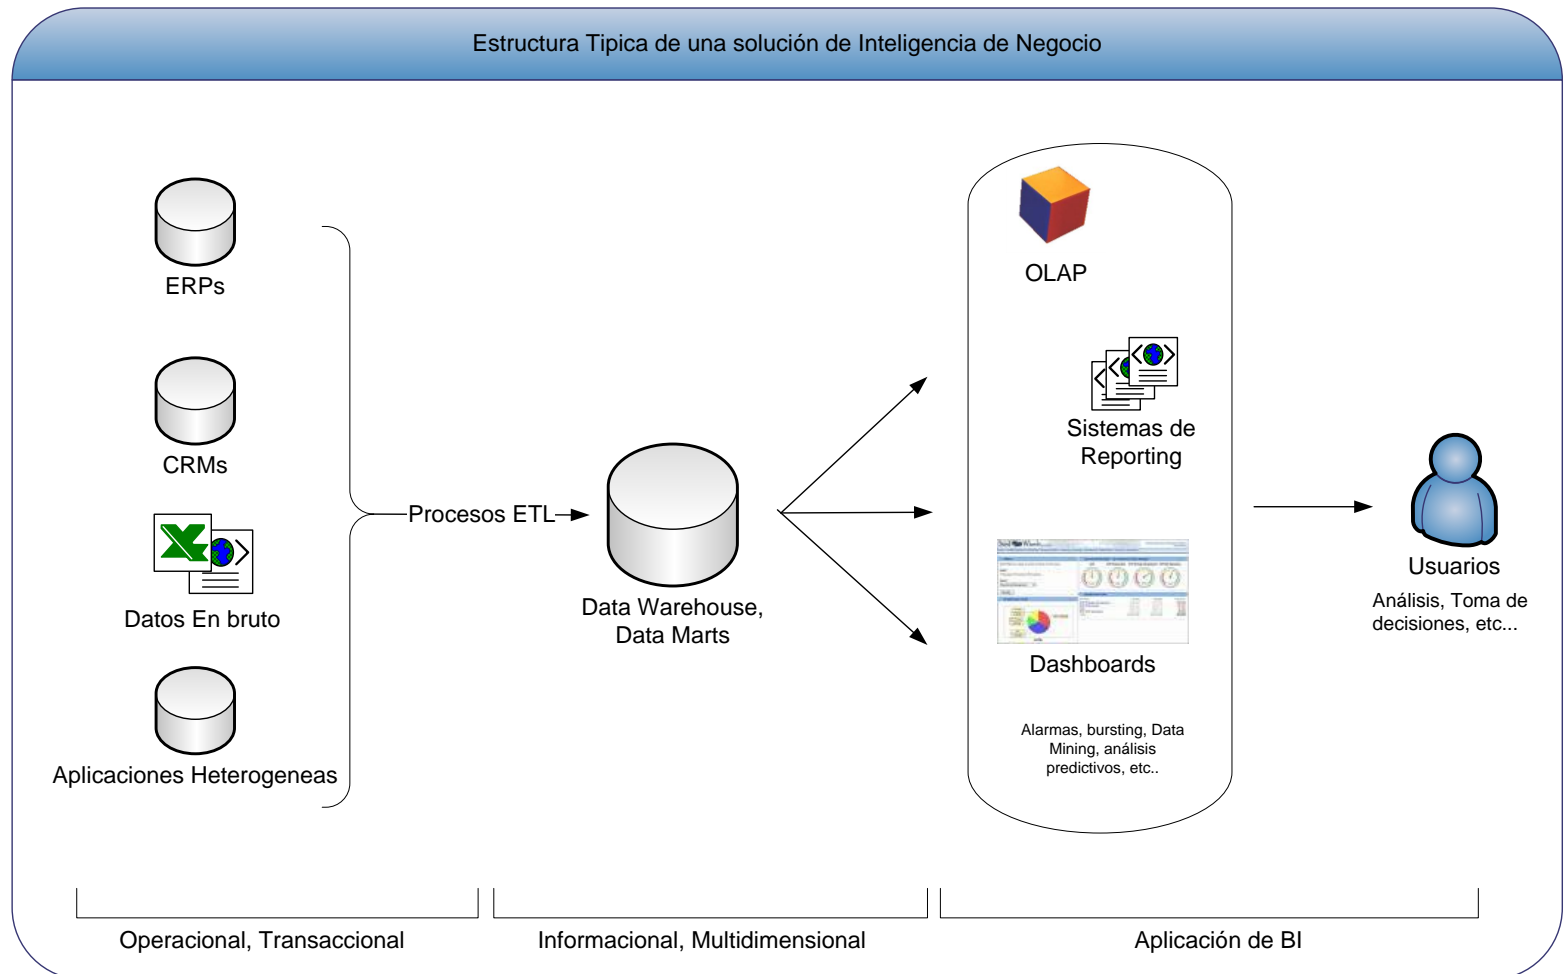 Estructura Tipica de una solución de Inteligencia de Negocio
ERPs
CRMs
Datos En bruto
Aplicaciones Heterogeneas
Procesos ETL
Data Warehouse,
Data Marts
OLAP
Sistemas de
Reporting
Dashboards
Alarmas, bursting, Data
Mining, análisis
predictivos, etc..
Usuarios
Análisis, Toma de
decisiones, etc...
Operacional, Transaccional
Informacional, Multidimensional
Aplicación de BI